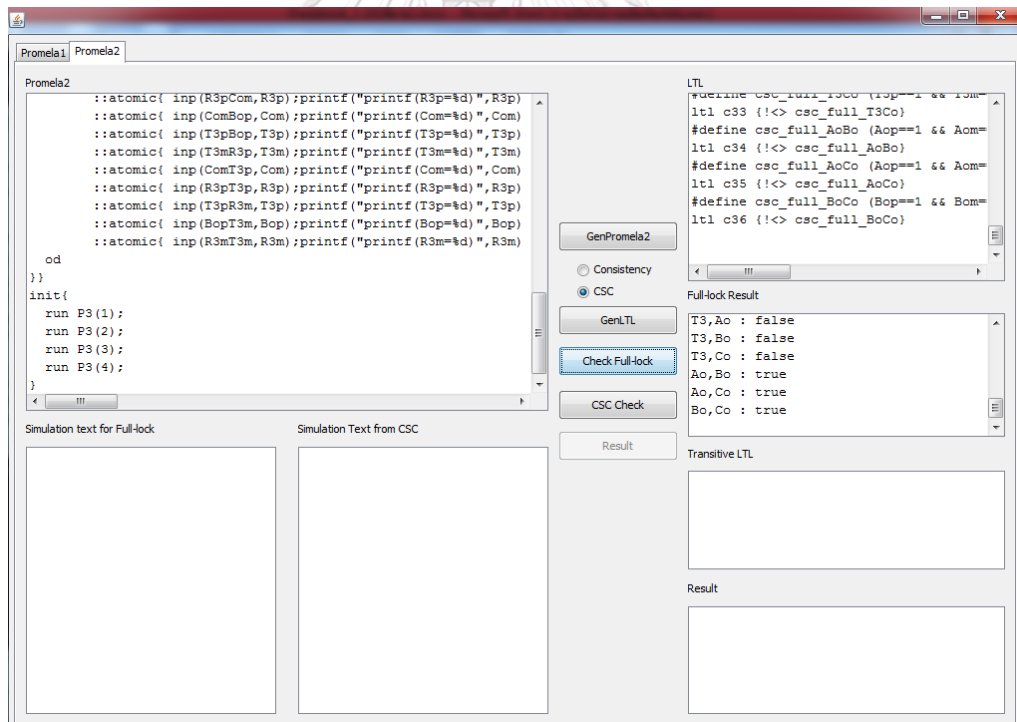 Promela1 Promela2
Promela2
::atomic{ inp(R3pCom,R3p);printf("printf(R3p=%d)",R3p)
::atomic{ inp(ComBop,Com);printf("printf(Com=%d)",Com)
::atomic{ inp(T3pBop,T3p);printf("printf(T3p=%d)",T3p)
::atomic{ inp(T3mR3p,T3m);printf("printf(T3m=%d)",T3m)
::atomic{ inp(ComT3p,Com);printf("printf(Com=%d)",Com)
::atomic{ inp(R3pT3p,R3p);printf("printf(R3p=%d)",R3p)
::atomic{ inp(T3pR3m,T3p);printf("printf(T3p=%d)",T3p)
::atomic{ inp(BopT3m,Bop);printf("printf(Bop=%d)",Bop)
::atomic{ inp(R3mT3m,R3m);printf("printf(R3m=%d)",R3m)
od
}}
init{
run P3(1);
run P3(2);
run P3(3);
run P3(4);
}
GenPromela2
Consistency
CSC
GenLTL
Check Full-lock
CSC Check
Result
LTL
#define csc_full_T3Co (T3p==1 && T3m=
ltl c33 {!<> csc_full_T3Co}
#define csc_full_AoBo (Aop==1 && Aom=
ltl c34 {!<> csc_full_AoBo}
#define csc_full_AoCo (Aop==1 && Aom=
ltl c35 {!<> csc_full_AoCo}
#define csc_full_BoCo (Bop==1 && Bom=
ltl c36 {!<> csc_full_BoCo}
Full-lock Result
T3,Ao : false
T3,Bo : false
T3,Co : false
Ao,Bo : true
Ao,Co : true
Bo,Co : true
Simulation text for Full-lock
Simulation Text from CSC
Transitive LTL
Result